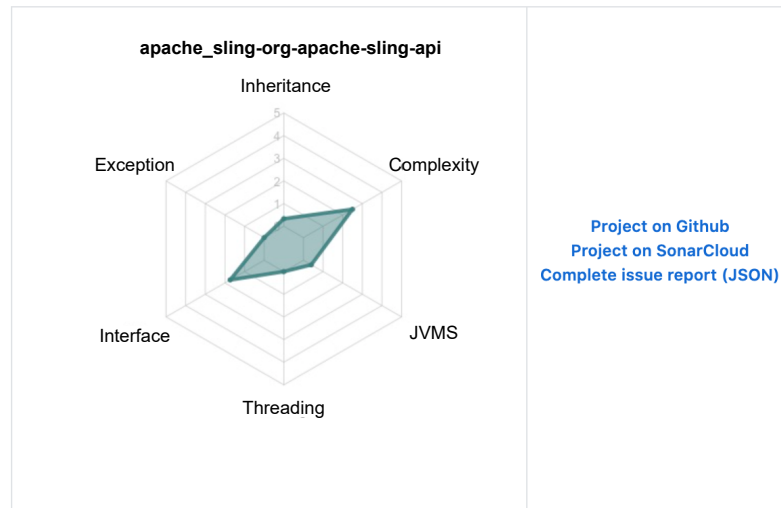 apache_sling-org-apache-sling-api
Inheritance
5
Exception
4
Complexity
3
2
1
Interface
JVMS
Threading
Project on Github
Project on SonarCloud
Complete issue report (JSON)